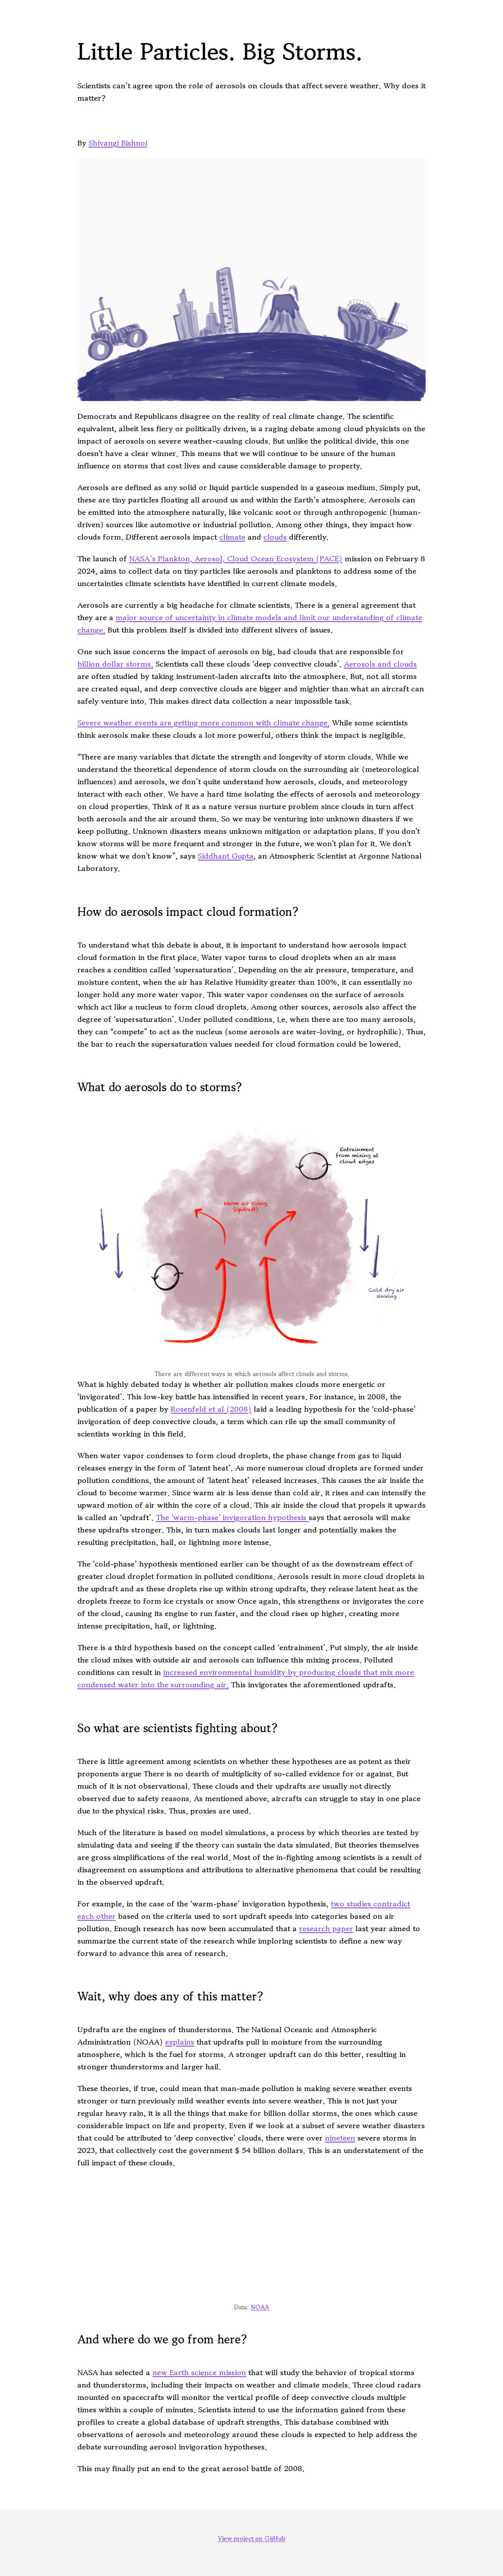 Little Particles. Big Storms.
Scientists can't agree upon the role of aerosols on clouds that affect severe weather. Why does it
matter?
By Shivangi Bishnoi
Democrats and Republicans disagree on the reality of real climate change. The scientific
equivalent, albeit less fiery or politically driven, is a raging debate among cloud physicists on the
impact of aerosols on severe weather-causing clouds. But unlike the political divide, this one
doesn't have a clear winner. This means that we will continue to be unsure of the human
influence on storms that cost lives and cause considerable damage to property.
Aerosols are defined as any solid or liquid particle suspended in a gaseous medium. Simply put,
these are tiny particles floating all around us and within the Earth's atmosphere. Aerosols can
be emitted into the atmosphere naturally, like volcanic soot or through anthropogenic (human-
driven) sources like automotive or industrial pollution. Among other things, they impact how
clouds form. Different aerosols impact climate and clouds differently.
The launch of NASA's Plankton, Aerosol, Cloud Ocean Ecosystem (PACE) mission on February 8
2024, aims to collect data on tiny particles like aerosols and planktons to address some of the
uncertainties climate scientists have identified in current climate models.
Aerosols are currently a big headache for climate scientists. There is a general agreement that
they are a major source of uncertainty in climate models and limit our understanding of climate
change. But this problem itself is divided into different slivers of issues.
One such issue concerns the impact of aerosols on big, bad clouds that are responsible for
billion dollar storms. Scientists call these clouds 'deep convective clouds'. Aerosols and clouds
are often studied by taking instrument-laden aircrafts into the atmosphere. But, not all storms
are created equal, and deep convective clouds are bigger and mightier than what an aircraft can
safely venture into. This makes direct data collection a near impossible task.
Severe weather events are getting more common with climate change. While some scientists
think aerosols make these clouds a lot more powerful, others think the impact is negligible.
“There are many variables that dictate the strength and longevity of storm clouds. While we
understand the theoretical dependence of storm clouds on the surrounding air (meteorological
influences) and aerosols, we don't quite understand how aerosols, clouds, and meteorology
interact with each other. We have a hard time isolating the effects of aerosols and meteorology
on cloud properties. Think of it as a nature versus nurture problem since clouds in turn affect
both aerosols and the air around them. So we may be venturing into unknown disasters if we
keep polluting. Unknown disasters means unknown mitigation or adaptation plans. If you don't
know storms will be more frequent and stronger in the future, we won't plan for it. We don't
know what we don't know”, says Siddhant Gupta, an Atmospheric Scientist at Argonne National
Laboratory.
How do aerosols impact cloud formation?
To understand what this debate is about, it is important to understand how aerosols impact
cloud formation in the first place. Water vapor turns to cloud droplets when an air mass
reaches a condition called 'supersaturation'. Depending on the air pressure, temperature, and
moisture content, when the air has Relative Humidity greater than 100%, it can essentially no
longer hold any more water vapor. This water vapor condenses on the surface of aerosols
which act like a nucleus to form cloud droplets. Among other sources, aerosols also affect the
degree of 'supersaturation'. Under polluted conditions, i.e. when there are too many aerosols,
they can “compete” to act as the nucleus (some aerosols are water-loving, or hydrophilic). Thus,
the bar to reach the supersaturation values needed for cloud formation could be lowered.
What do aerosols do to storms?
Entrainment
from mixing at
cloud edges
Warm air rising
(Updraft)
Cold dry air
sinking
There are different ways in which aerosols affect clouds and storms.
What is highly debated today is whether air pollution makes clouds more energetic or
'invigorated'. This low-key battle has intensified in recent years. For instance, in 2008, the
publication of a paper by Rosenfeld et al (2008) laid a leading hypothesis for the 'cold-phase'
invigoration of deep convective clouds, a term which can rile up the small community of
scientists working in this field.
When water vapor condenses to form cloud droplets, the phase change from gas to liquid
releases energy in the form of 'latent heat'. As more numerous cloud droplets are formed under
pollution conditions, the amount of 'latent heat' released increases. This causes the air inside the
cloud to become warmer. Since warm air is less dense than cold air, it rises and can intensify the
upward motion of air within the core of a cloud. This air inside the cloud that propels it upwards
is called an 'updraft'. The 'warm-phase' invigoration hypothesis says that aerosols will make
these updrafts stronger. This, in turn makes clouds last longer and potentially makes the
resulting precipitation, hail, or lightning more intense.
The 'cold-phase' hypothesis mentioned earlier can be thought of as the downstream effect of
greater cloud droplet formation in polluted conditions. Aerosols result in more cloud droplets in
the updraft and as these droplets rise up within strong updrafts, they release latent heat as the
droplets freeze to form ice crystals or snow Once again, this strengthens or invigorates the core
of the cloud, causing its engine to run faster, and the cloud rises up higher, creating more
intense precipitation, hail, or lightning.
There is a third hypothesis based on the concept called 'entrainment'. Put simply, the air inside
the cloud mixes with outside air and aerosols can influence this mixing process. Polluted
conditions can result in increased environmental humidity by producing clouds that mix more
condensed water into the surrounding air. This invigorates the aforementioned updrafts.
So what are scientists fighting about?
There is little agreement among scientists on whether these hypotheses are as potent as their
proponents argue There is no dearth of multiplicity of so-called evidence for or against. But
much of it is not observational. These clouds and their updrafts are usually not directly
observed due to safety reasons. As mentioned above, aircrafts can struggle to stay in one place
due to the physical risks. Thus, proxies are used.
Much of the literature is based on model simulations, a process by which theories are tested by
simulating data and seeing if the theory can sustain the data simulated. But theories themselves
are gross simplifications of the real world. Most of the in-fighting among scientists is a result of
disagreement on assumptions and attributions to alternative phenomena that could be resulting
in the observed updraft.
For example, in the case of the 'warm-phase' invigoration hypothesis, two studies contradict
each other based on the criteria used to sort updraft speeds into categories based on air
pollution. Enough research has now been accumulated that a research paper last year aimed to
summarize the current state of the research while imploring scientists to define a new way
forward to advance this area of research.
Wait, why does any of this matter?
Updrafts are the engines of thunderstorms. The National Oceanic and Atmospheric
Administration (NOAA) explains that updrafts pull in moisture from the surrounding
atmosphere, which is the fuel for storms. A stronger updraft can do this better, resulting in
stronger thunderstorms and larger hail.
These theories, if true, could mean that man-made pollution is making severe weather events
stronger or turn previously mild weather events into severe weather. This is not just your
regular heavy rain, it is all the things that make for billion dollar storms, the ones which cause
considerable impact on life and property. Even if we look at a subset of severe weather disasters
that could be attributed to 'deep convective' clouds, there were over nineteen severe storms in
2023, that collectively cost the government $ 54 billion dollars. This is an understatement of the
full impact of these clouds.
Data: NOAA
And where do we go from here?
NASA has selected a new Earth science mission that will study the behavior of tropical storms
and thunderstorms, including their impacts on weather and climate models. Three cloud radars
mounted on spacecrafts will monitor the vertical profile of deep convective clouds multiple
times within a couple of minutes. Scientists intend to use the information gained from these
profiles to create a global database of updraft strengths. This database combined with
observations of aerosols and meteorology around these clouds is expected to help address the
debate surrounding aerosol invigoration hypotheses.
This may finally put an end to the great aerosol battle of 2008.
View project on GitHub